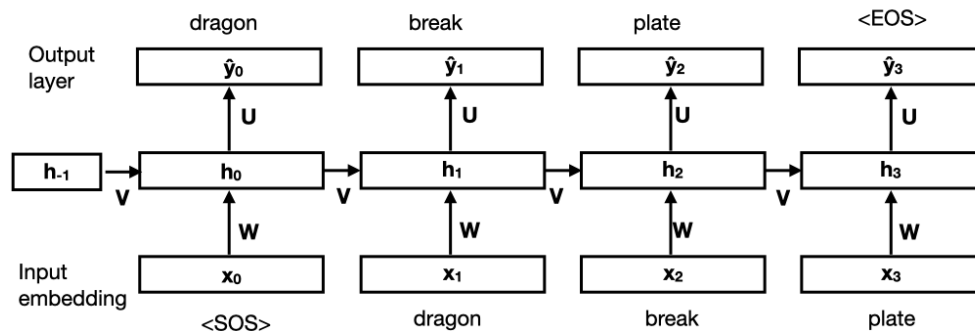 dragon break plate <EOS>
Output layer ŷ₀ ŷ₁ ŷ₂ ŷ₃
U U U U
h₋₁ h₀ h₁ h₂ h₃
V V V V
W W W W
Input embedding x₀ x₁ x₂ x₃
<SOS> dragon break plate